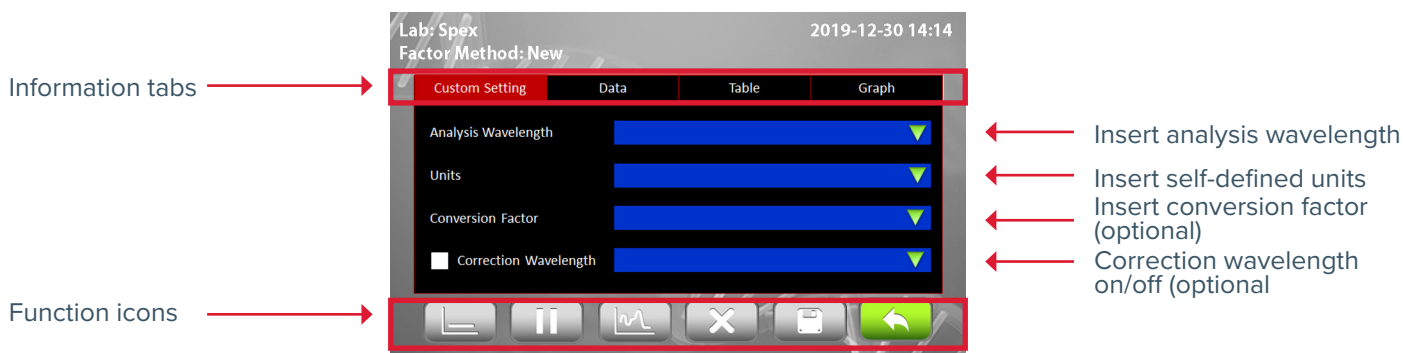 Lab: Spex
2019-12-30 14:14
Factor Method: New
Information tabs
Custom Setting
Data
Table
Graph
Analysis Wavelength
Insert analysis wavelength
Units
Insert self-defined units
Conversion Factor
Insert conversion factor
(optional)
Correction Wavelength
Correction wavelength
on/off (optional
Function icons